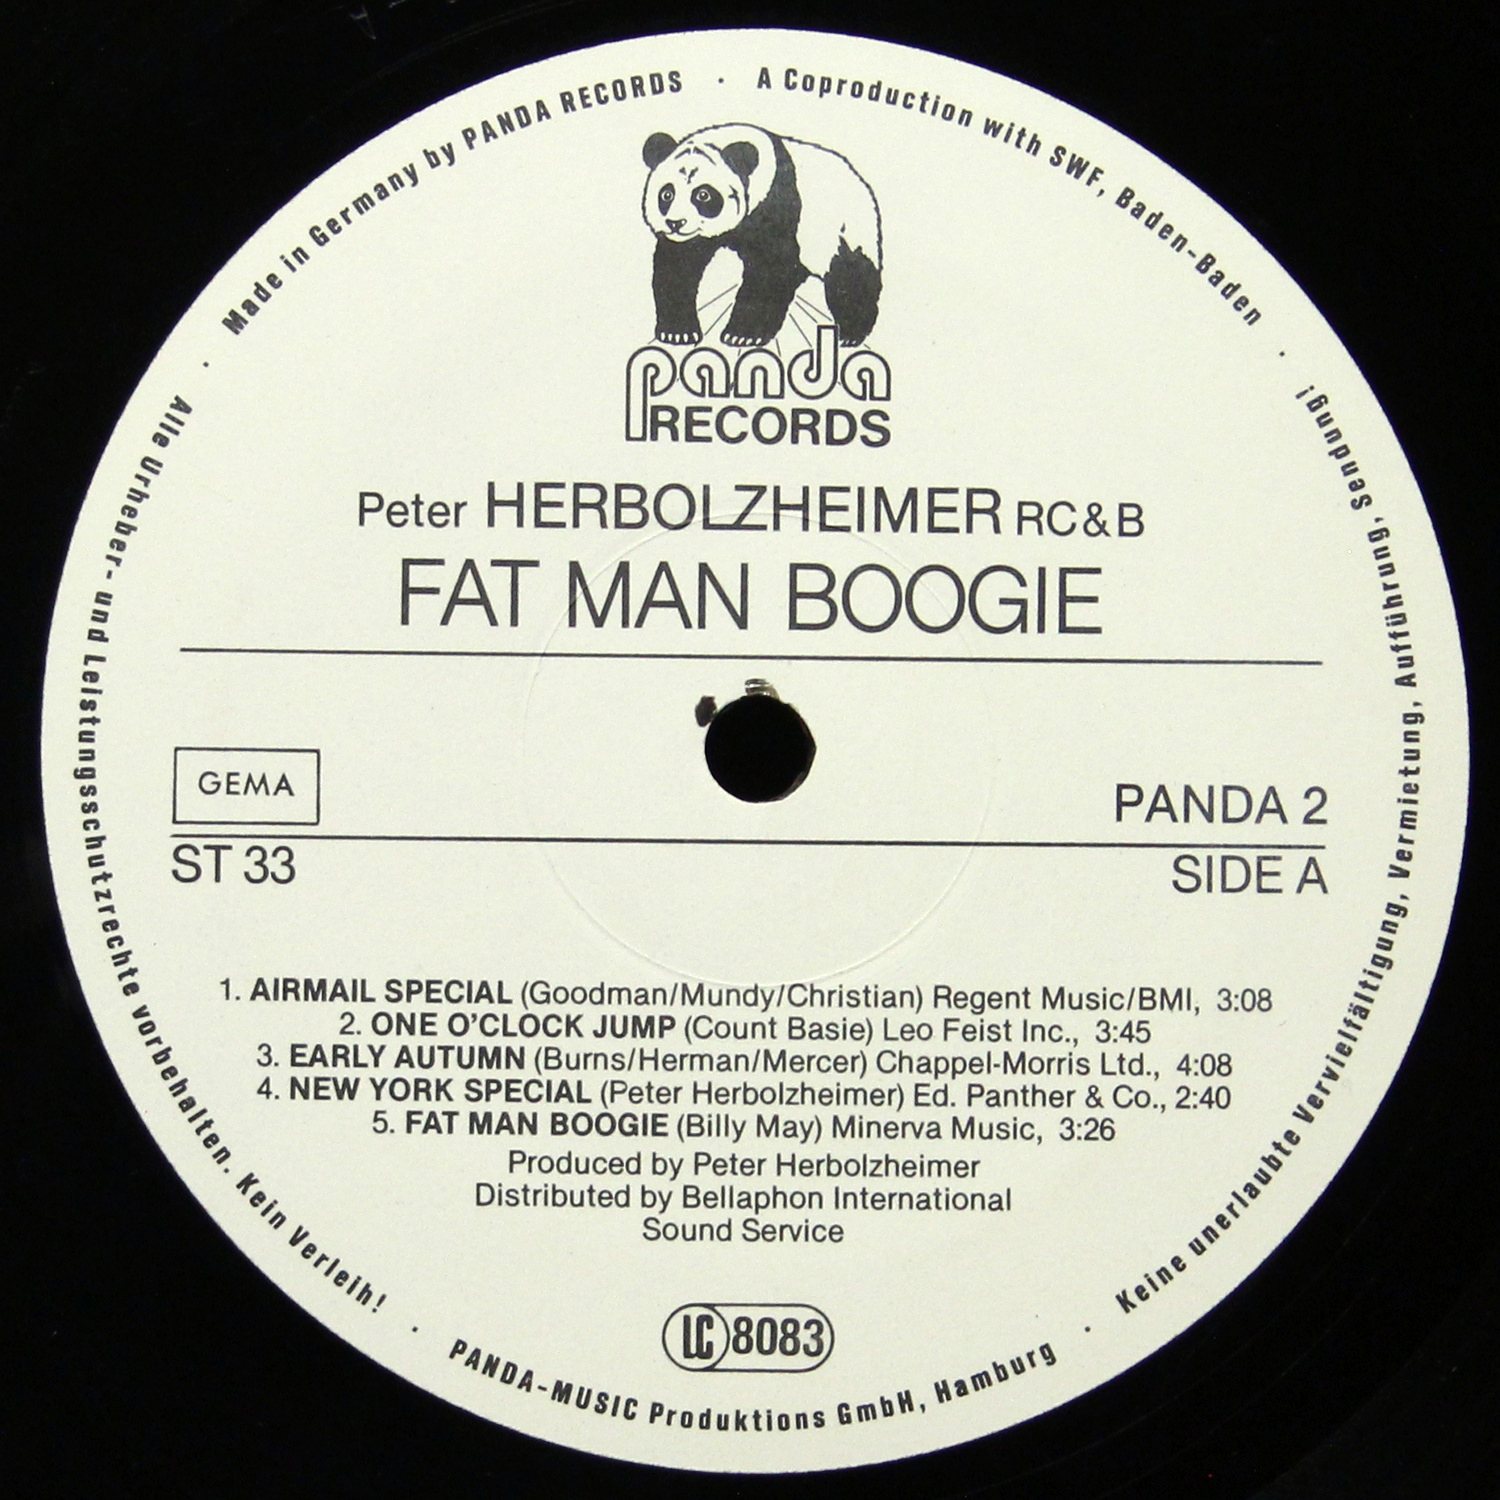 Made in Germany by PANDA RECORDS · A Coproduction with SWF, Baden-Baden ·
panda
RECORDS
Peter HERBOLZHEIMER RC & B
FAT MAN BOOGIE
GEMA
PANDA 2
ST 33
SIDE A
1. AIRMAIL SPECIAL (Goodman/Mundy/Christian) Regent Music/BMI, 3:08
2. ONE O'CLOCK JUMP (Count Basie) Leo Feist Inc., 3:45
3. EARLY AUTUMN (Burns/Herman/Mercer) Chappel-Morris Ltd., 4:08
4. NEW YORK SPECIAL (Peter Herbolzheimer) Ed. Panther & Co., 2:40
5. FAT MAN BOOGIE (Billy May) Minerva Music, 3:26
Produced by Peter Herbolzheimer
Distributed by Bellaphon International
Sound Service
LC 8083
Alle Urheber- und Leistungsschutzrechte vorbehalten. Kein Verleih! ·
PANDA-MUSIC Produktions GmbH, Hamburg ·
Keine unerlaubte Vervielfältigung, Vermietung, Aufführung, Sendung!